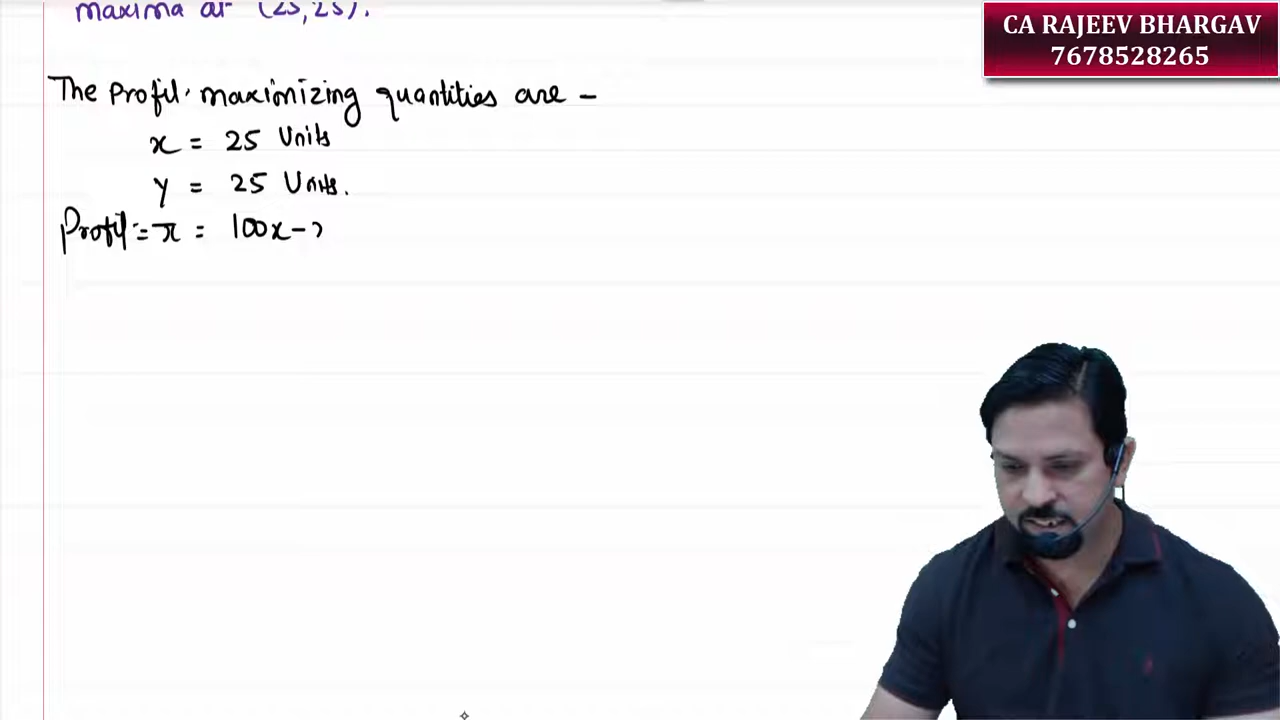 maxima at (25,25).
CA RAJEEV BHARGAV
7678528265
The Profit maximizing quantities are -
x = 25 Units
y = 25 Units.
Profit = π = 100x-